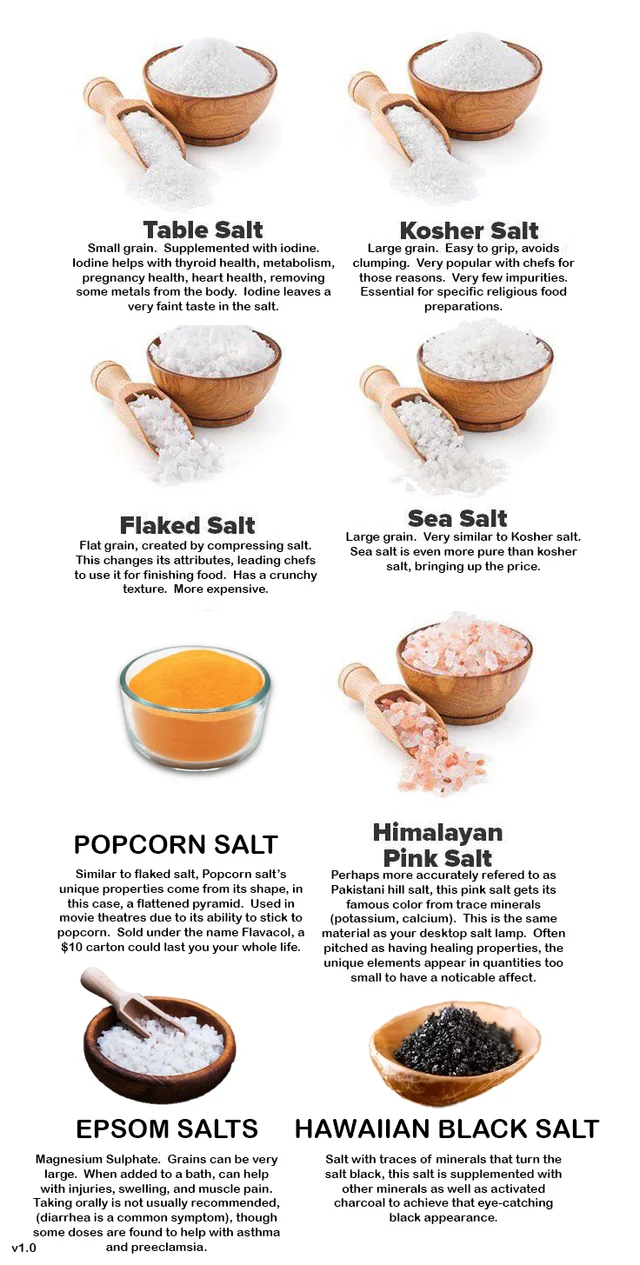 Table Salt
Small grain.  Supplemented with iodine.
Iodine helps with thyroid health, metabolism,
pregnancy health, heart health, removing
some metals from the body.  Iodine leaves a
very faint taste in the salt.
Kosher Salt
Large grain.  Easy to grip, avoids
clumping.  Very popular with chefs for
those reasons.  Very few impurities.
Essential for specific religious food
preparations.
Flaked Salt
Flat grain, created by compressing salt.
This changes its attributes, leading chefs
to use it for finishing food.  Has a crunchy
texture.  More expensive.
Sea Salt
Large grain.  Very similar to Kosher salt.
Sea salt is even more pure than kosher
salt, bringing up the price.
POPCORN SALT
Similar to flaked salt, Popcorn salt's
unique properties come from its shape, in
this case, a flattened pyramid.  Used in
movie theatres due to its ability to stick to
popcorn.  Sold under the name Flavacol, a
$10 carton could last you your whole life.
Himalayan
Pink Salt
Perhaps more accurately refered to as
Pakistani hill salt, this pink salt gets its
famous color from trace minerals
(potassium, calcium).  This is the same
material as your desktop salt lamp.  Often
pitched as having healing properties, the
unique elements appear in quantities too
small to have a noticable affect.
EPSOM SALTS
Magnesium Sulphate.  Grains can be very
large.  When added to a bath, can help
with injuries, swelling, and muscle pain.
Taking orally is not usually recommended,
(diarrhea is a common symptom), though
some doses are found to help with asthma
and preeclamsia.
HAWAIIAN BLACK SALT
Salt with traces of minerals that turn the
salt black, this salt is supplemented with
other minerals as well as activated
charcoal to achieve that eye-catching
black appearance.
v1.0